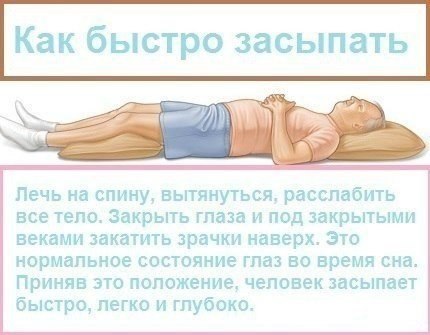 Как быстро засыпать
Лечь на спину, вытянуться, расслабить
все тело. Закрыть глаза и под закрытыми
веками закатить зрачки наверх. Это
нормальное состояние глаз во время сна.
Приняв это положение, человек засыпает
быстро, легко и глубоко.